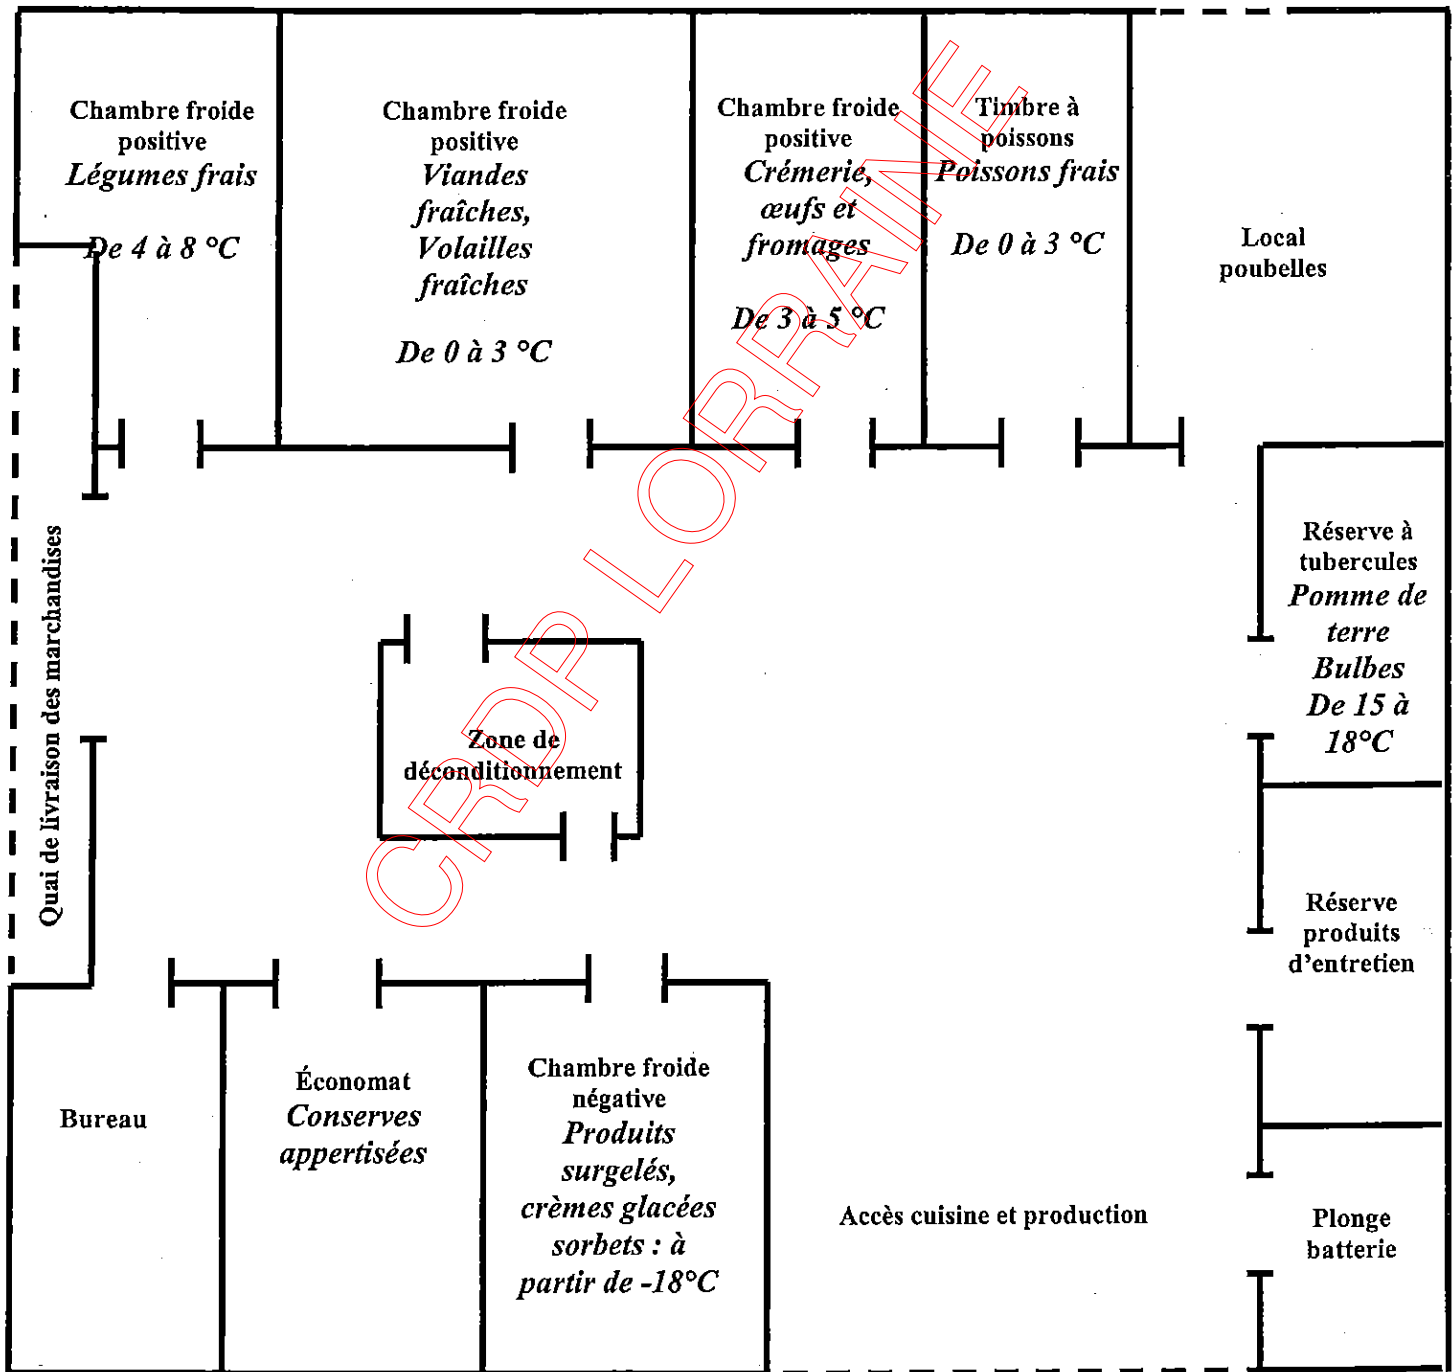 Chambre froide
positive
Légumes frais
De 4 à 8 °C
Chambre froide
positive
Viandes
fraîches,
Volailles
fraîches
De 0 à 3 °C
Chambre froide
positive
Crémerie,
œufs et
fromages
De 3 à 5 °C
Timbre à
poissons
Poissons frais
De 0 à 3 °C
Local
poubelles
Quai de livraison des marchandises
Zone de
déconditionnement
Réserve à
tubercules
Pomme de
terre
Bulbes
De 15 à
18°C
Réserve
produits
d'entretien
Bureau
Économat
Conserves
appertisées
Chambre froide
négative
Produits
surgelés,
crèmes glacées
sorbets : à
partir de -18°C
Accès cuisine et production
Plonge
batterie
CRDP LORRAINE